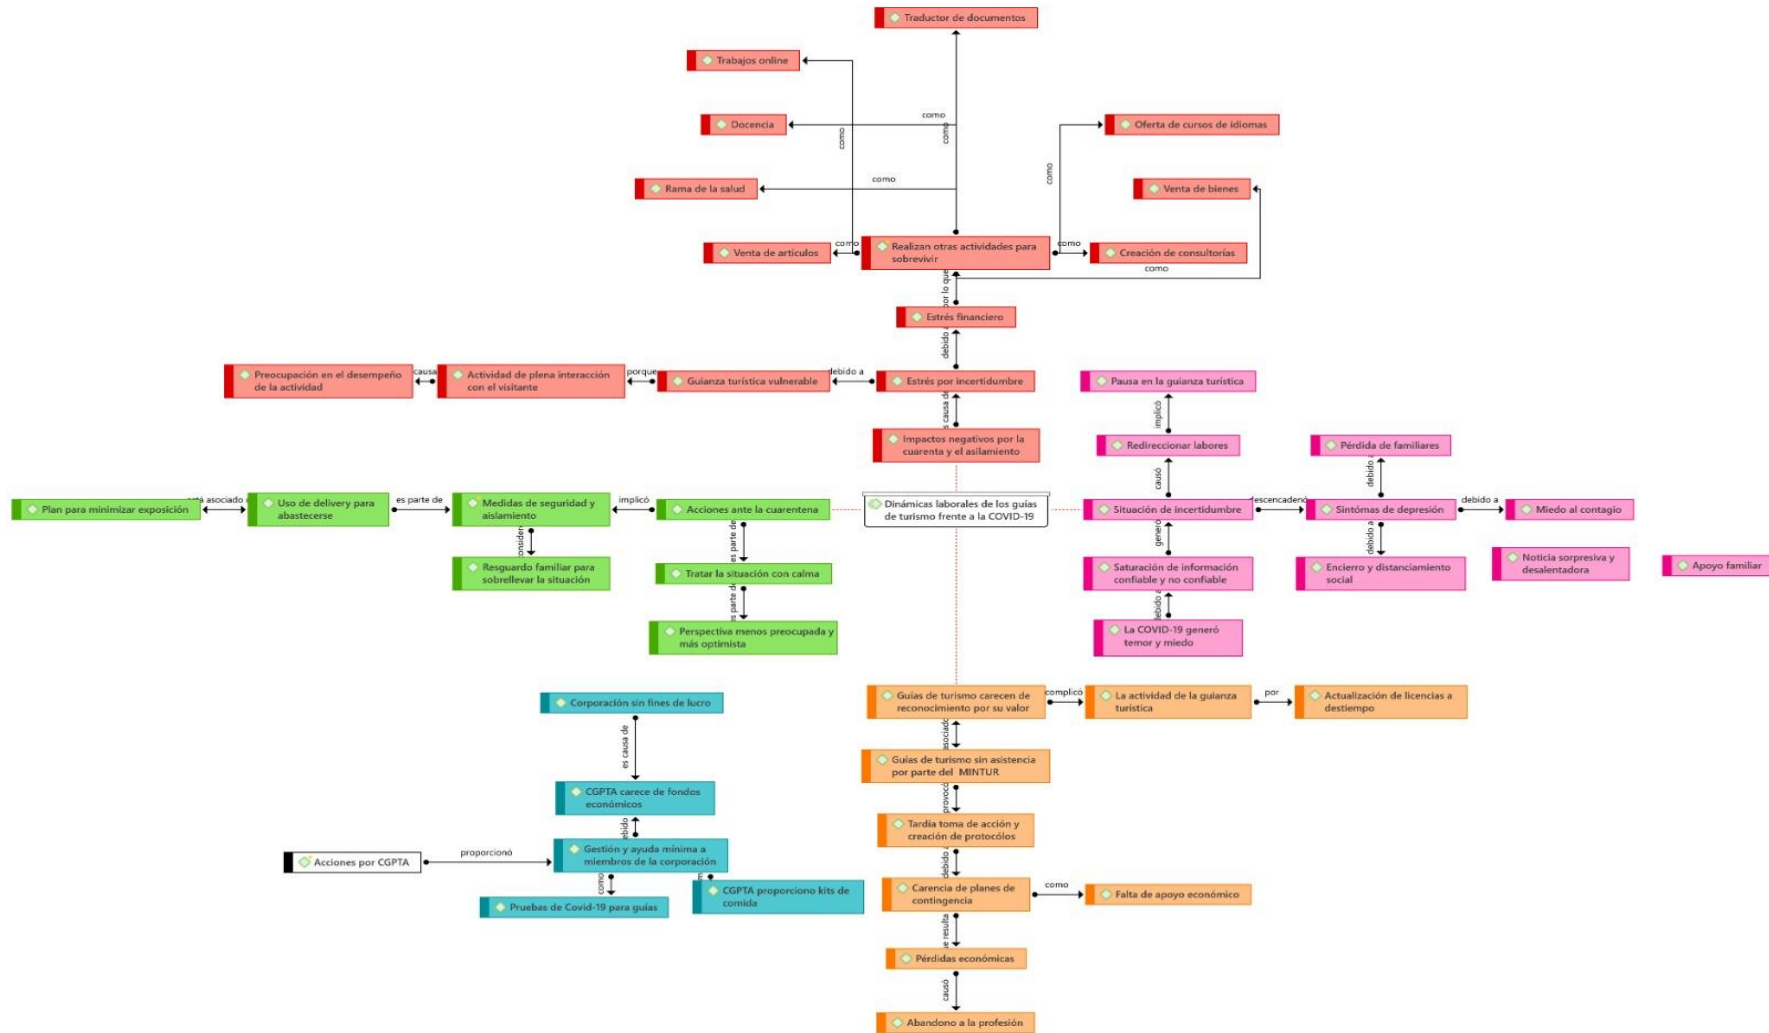 Traductor de documentos
Trabajos online
Docencia
como
como
como
Oferta de cursos de idiomas
como
Rama de la salud
como
Venta de bienes
Venta de artículos
como
Realizan otras actividades para
sobrevivir
como
Creación de consultorías
como
por lo que
Estrés financiero
debido a
Preocupación en el desempeño
de la actividad
causa
Actividad de plena interacción
con el visitante
porque
Guianza turística vulnerable
debido a
Estrés por incertidumbre
es causa de
Impactos negativos por la
cuarenta y el asilamiento
Pausa en la guianza turística
implicó
Redireccionar labores
causó
Pérdida de familiares
debido a
Plan para minimizar exposición
está asociado
Uso de delivery para
abastecerse
es parte de
Medidas de seguridad y
aislamiento
implicó
Acciones ante la cuarentena
Dinámicas laborales de los guías
de turismo frente a la COVID-19
Situación de incertidumbre
descencadenó
Sintómas de depresión
debido a
Miedo al contagio
Resguardo familiar para
sobrellevar la situación
es parte de
Tratar la situación con calma
es parte de
Perspectiva menos preocupada y
más optimista
generó
Saturación de información
confiable y no confiable
debido a
La COVID-19 generó
temor y miedo
debido a
Encierro y distanciamiento
social
Noticia sorpresiva y
desalentadora
Apoyo familiar
Corporación sin fines de lucro
es causa de
CGPTA carece de fondos
económicos
Acciones por CGPTA
proporcionó
Gestión y ayuda mínima a
miembros de la corporación
como
Pruebas de Covid-19 para guías
CGPTA proporciono kits de
comida
Guías de turismo carecen de
reconocimiento por su valor
complicó
La actividad de la guianza
turística
por
Actualización de licencias a
destiempo
asociado
Guías de turismo sin asistencia
por parte del MINTUR
provocó
Tardía toma de acción y
creación de protocólos
debido a
Carencia de planes de
contingencia
como
Falta de apoyo económico
resulta
Pérdidas económicas
causó
Abandono a la profesión